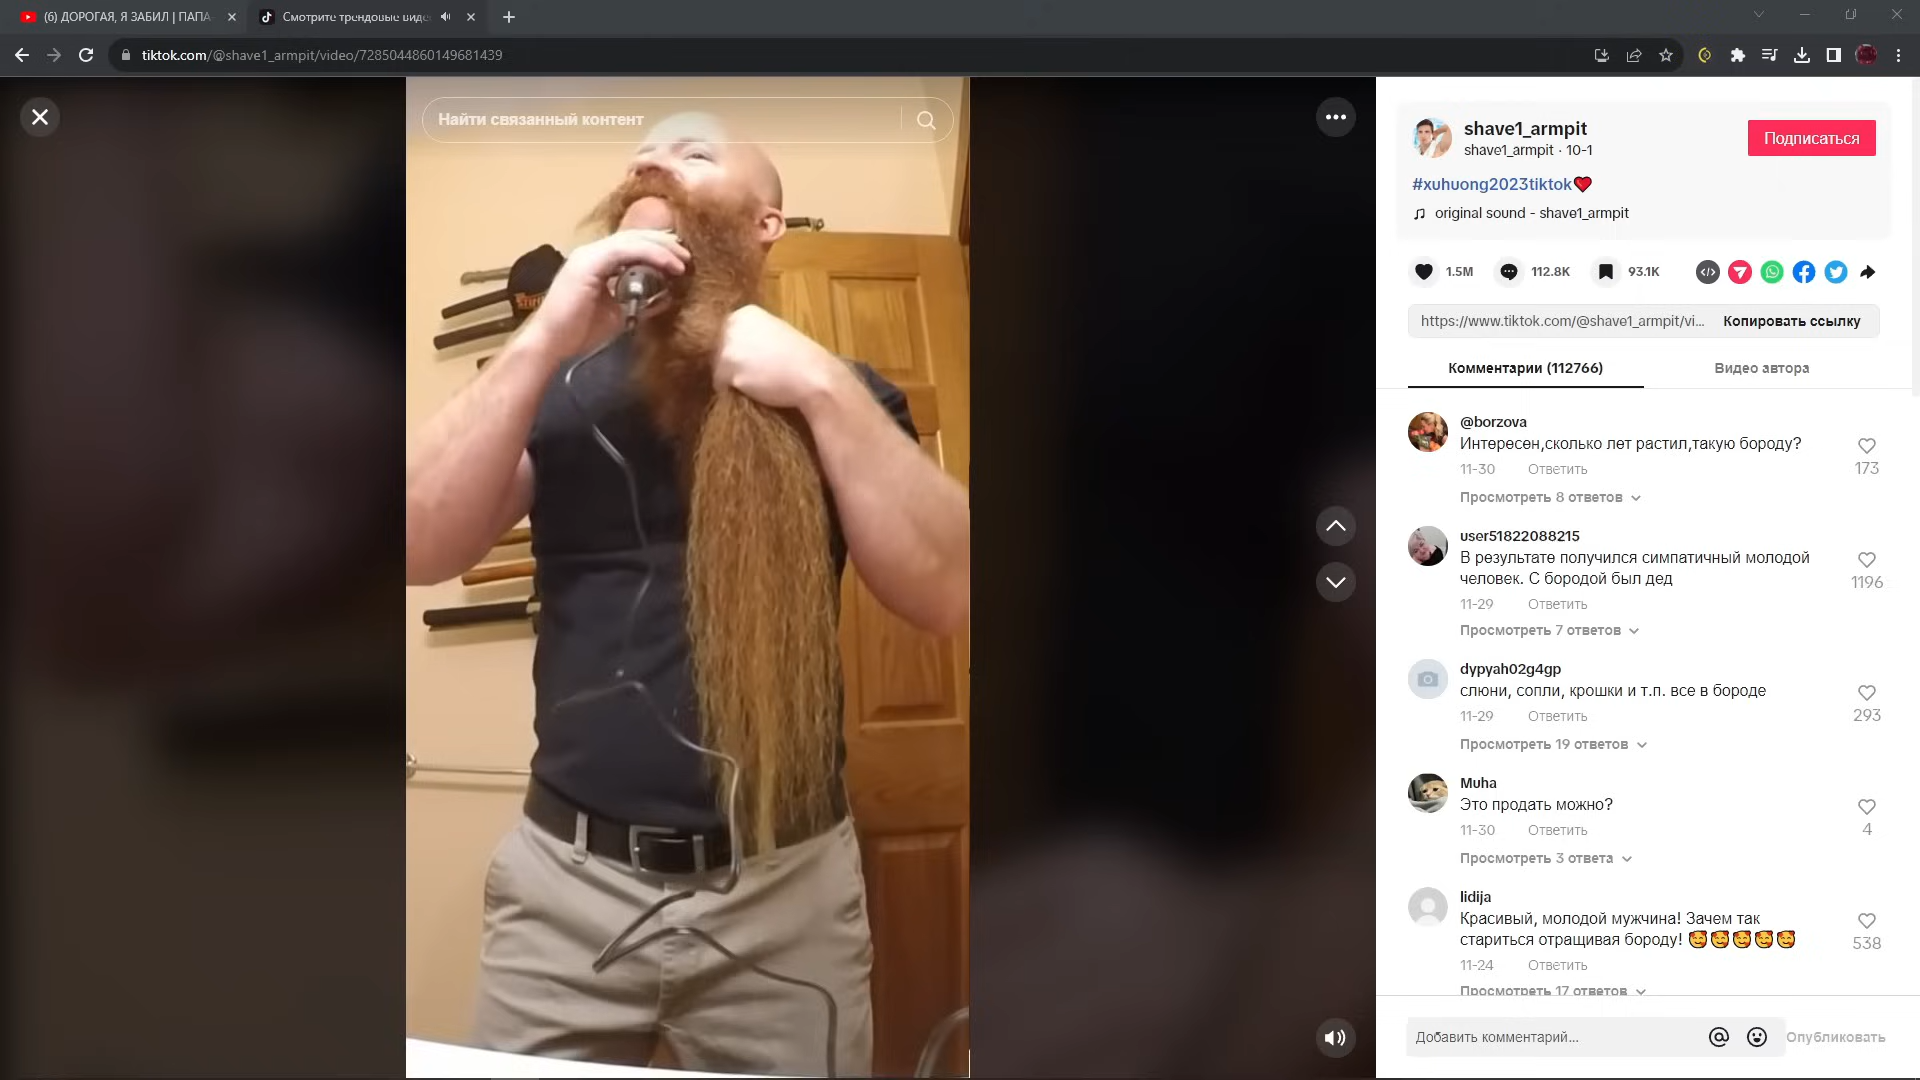 (6) ДОРОГАЯ, Я ЗАБИЛ | ПАПА
Смотрите трендовые виде
tiktok.com/@shave1_armpit/video/7285044860149681439
Найти связанный контент
shave1_armpit
shave1_armpit · 10-1
Подписаться
#xuhuong2023tiktok❤️
original sound - shave1_armpit
1.5M
112.8K
93.1K
https://www.tiktok.com/@shave1_armpit/vi...
Копировать ссылку
Комментарии (112766)
Видео автора
@borzova
Интересен,сколько лет растил,такую бороду?
173
11-30 Ответить
Просмотреть 8 ответов
user51822088215
В результате получился симпатичный молодой
человек. С бородой был дед
1196
11-29 Ответить
Просмотреть 7 ответов
dypyah02g4gp
слюни, сопли, крошки и т.п. все в бороде
293
11-29 Ответить
Просмотреть 19 ответов
Muha
Это продать можно?
4
11-30 Ответить
Просмотреть 3 ответа
lidija
Красивый, молодой мужчина! Зачем так
стариться отращивая бороду! 🥰🥰🥰🥰🥰
538
11-24 Ответить
Просмотреть 17 ответов
Добавить комментарий...
Опубликовать